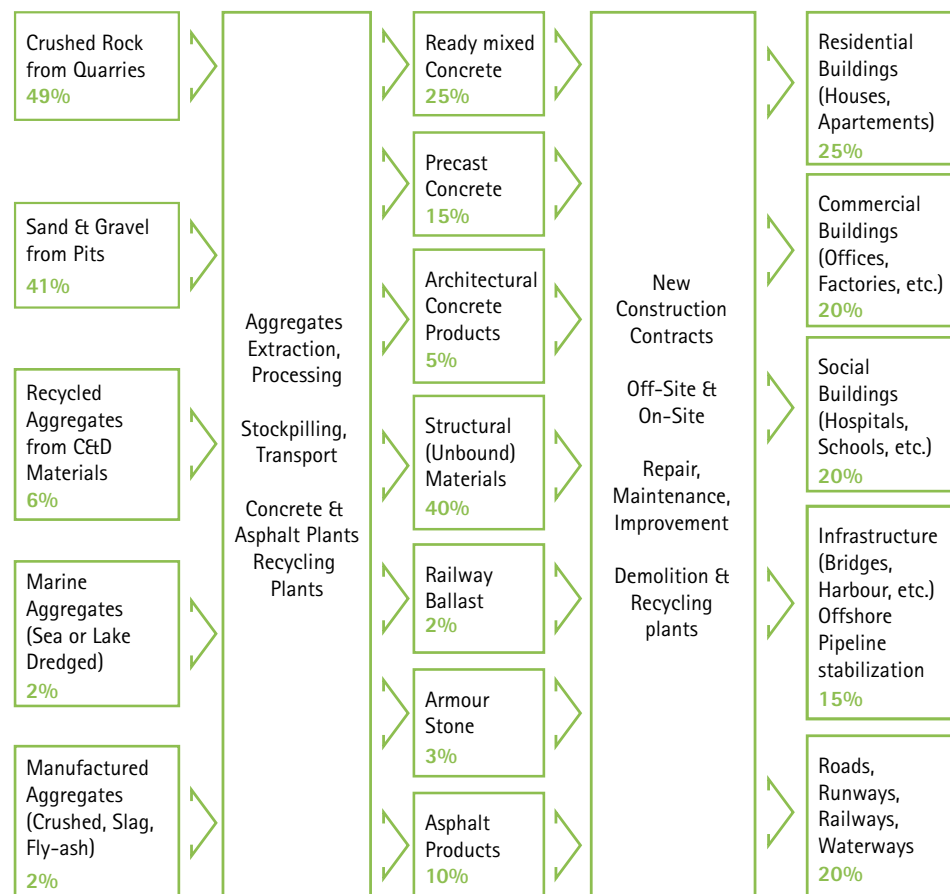 Crushed Rock
from Quarries
49%
Sand & Gravel
from Pits
41%
Recycled
Aggregates
from C&D
Materials
6%
Marine
Aggregates
(Sea or Lake
Dredged)
2%
Manufactured
Aggregates
(Crushed, Slag,
Fly-ash)
2%
Aggregates
Extraction,
Processing
Stockpilling,
Transport
Concrete &
Asphalt Plants
Recycling
Plants
Ready mixed
Concrete
25%
Precast
Concrete
15%
Architectural
Concrete
Products
5%
Structural
(Unbound)
Materials
40%
Railway
Ballast
2%
Armour
Stone
3%
Asphalt
Products
10%
New
Construction
Contracts
Off-Site &
On-Site
Repair,
Maintenance,
Improvement
Demolition &
Recycling
plants
Residential
Buildings
(Houses,
Apartements)
25%
Commercial
Buildings
(Offices,
Factories, etc.)
20%
Social
Buildings
(Hospitals,
Schools, etc.)
20%
Infrastructure
(Bridges,
Harbour, etc.)
Offshore
Pipeline
stabilization
15%
Roads,
Runways,
Railways,
Waterways
20%